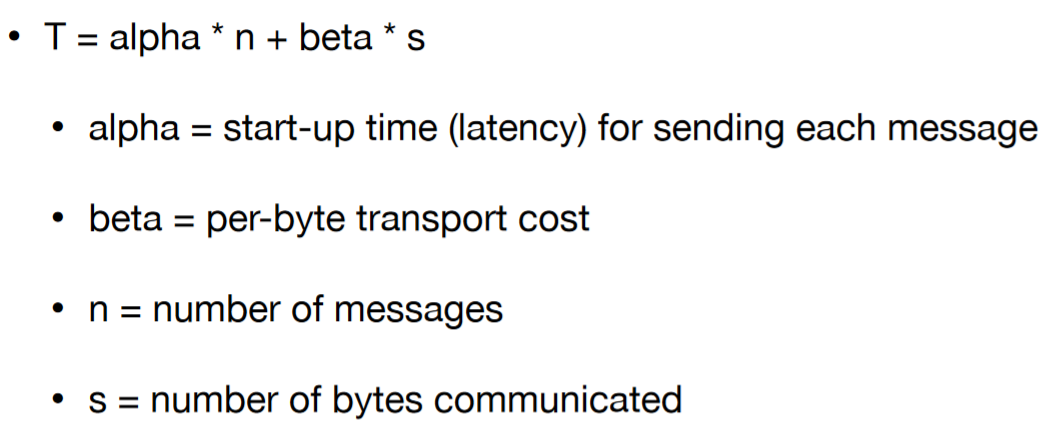 • T = alpha * n + beta * s
• alpha = start-up time (latency) for sending each message
• beta = per-byte transport cost
• n = number of messages
• s = number of bytes communicated